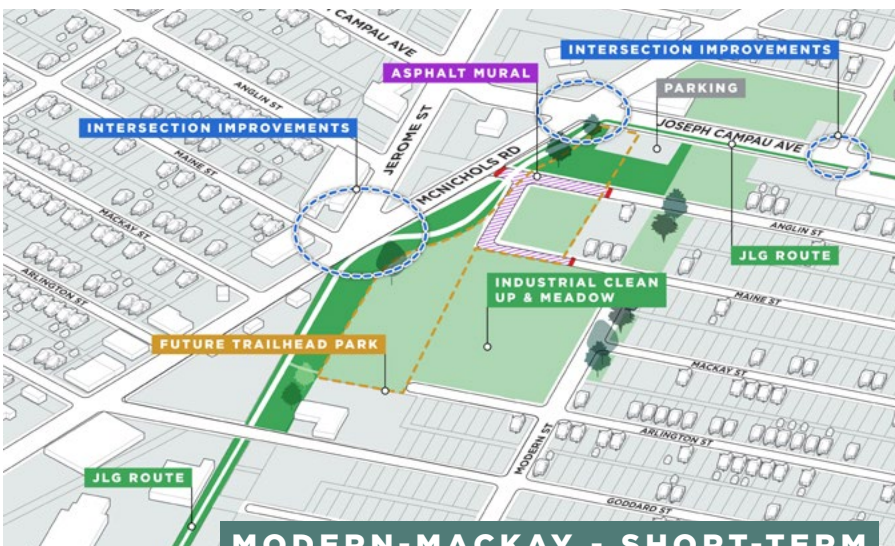 CAMPAU AVE
INTERSECTION IMPROVEMENTS
ASPHALT MURAL
ANGLIN ST
PARKING
INTERSECTION IMPROVEMENTS
JEROME ST
JOSEPH CAMPAU AVE
MAINE ST
MCNICHOLS RD
MACKAY ST
ANGLIN ST
JLG ROUTE
ARLINGTON ST
INDUSTRIAL CLEAN
UP & MEADOW
MAINE ST
FUTURE TRAILHEAD PARK
MACKAY ST
ARLINGTON ST
MODERN ST
JLG ROUTE
GODDARD ST
MODERN-MACKAY - SHORT-TERM